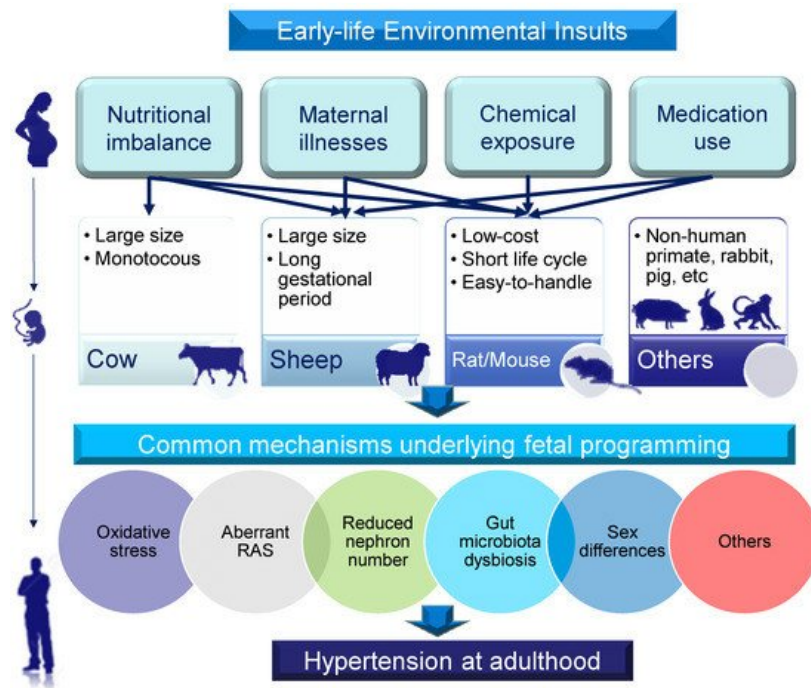 Early-life Environmental Insults
Nutritional
imbalance
Maternal
illnesses
Chemical
exposure
Medication
use
• Large size
• Monotocous
Cow
• Large size
• Long
gestational
period
Sheep
• Low-cost
• Short life cycle
• Easy-to-handle
Rat/Mouse
• Non-human
primate, rabbit,
pig, etc
Others
Common mechanisms underlying fetal programming
Oxidative
stress
Aberrant
RAS
Reduced
nephron
number
Gut
microbiota
dysbiosis
Sex
differences
Others
Hypertension at adulthood